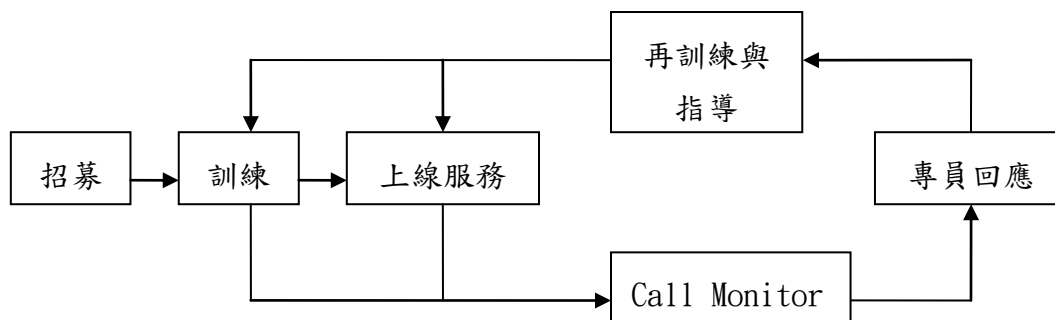 再訓練與
指導
招募
訓練
上線服務
專員回應
Call Monitor